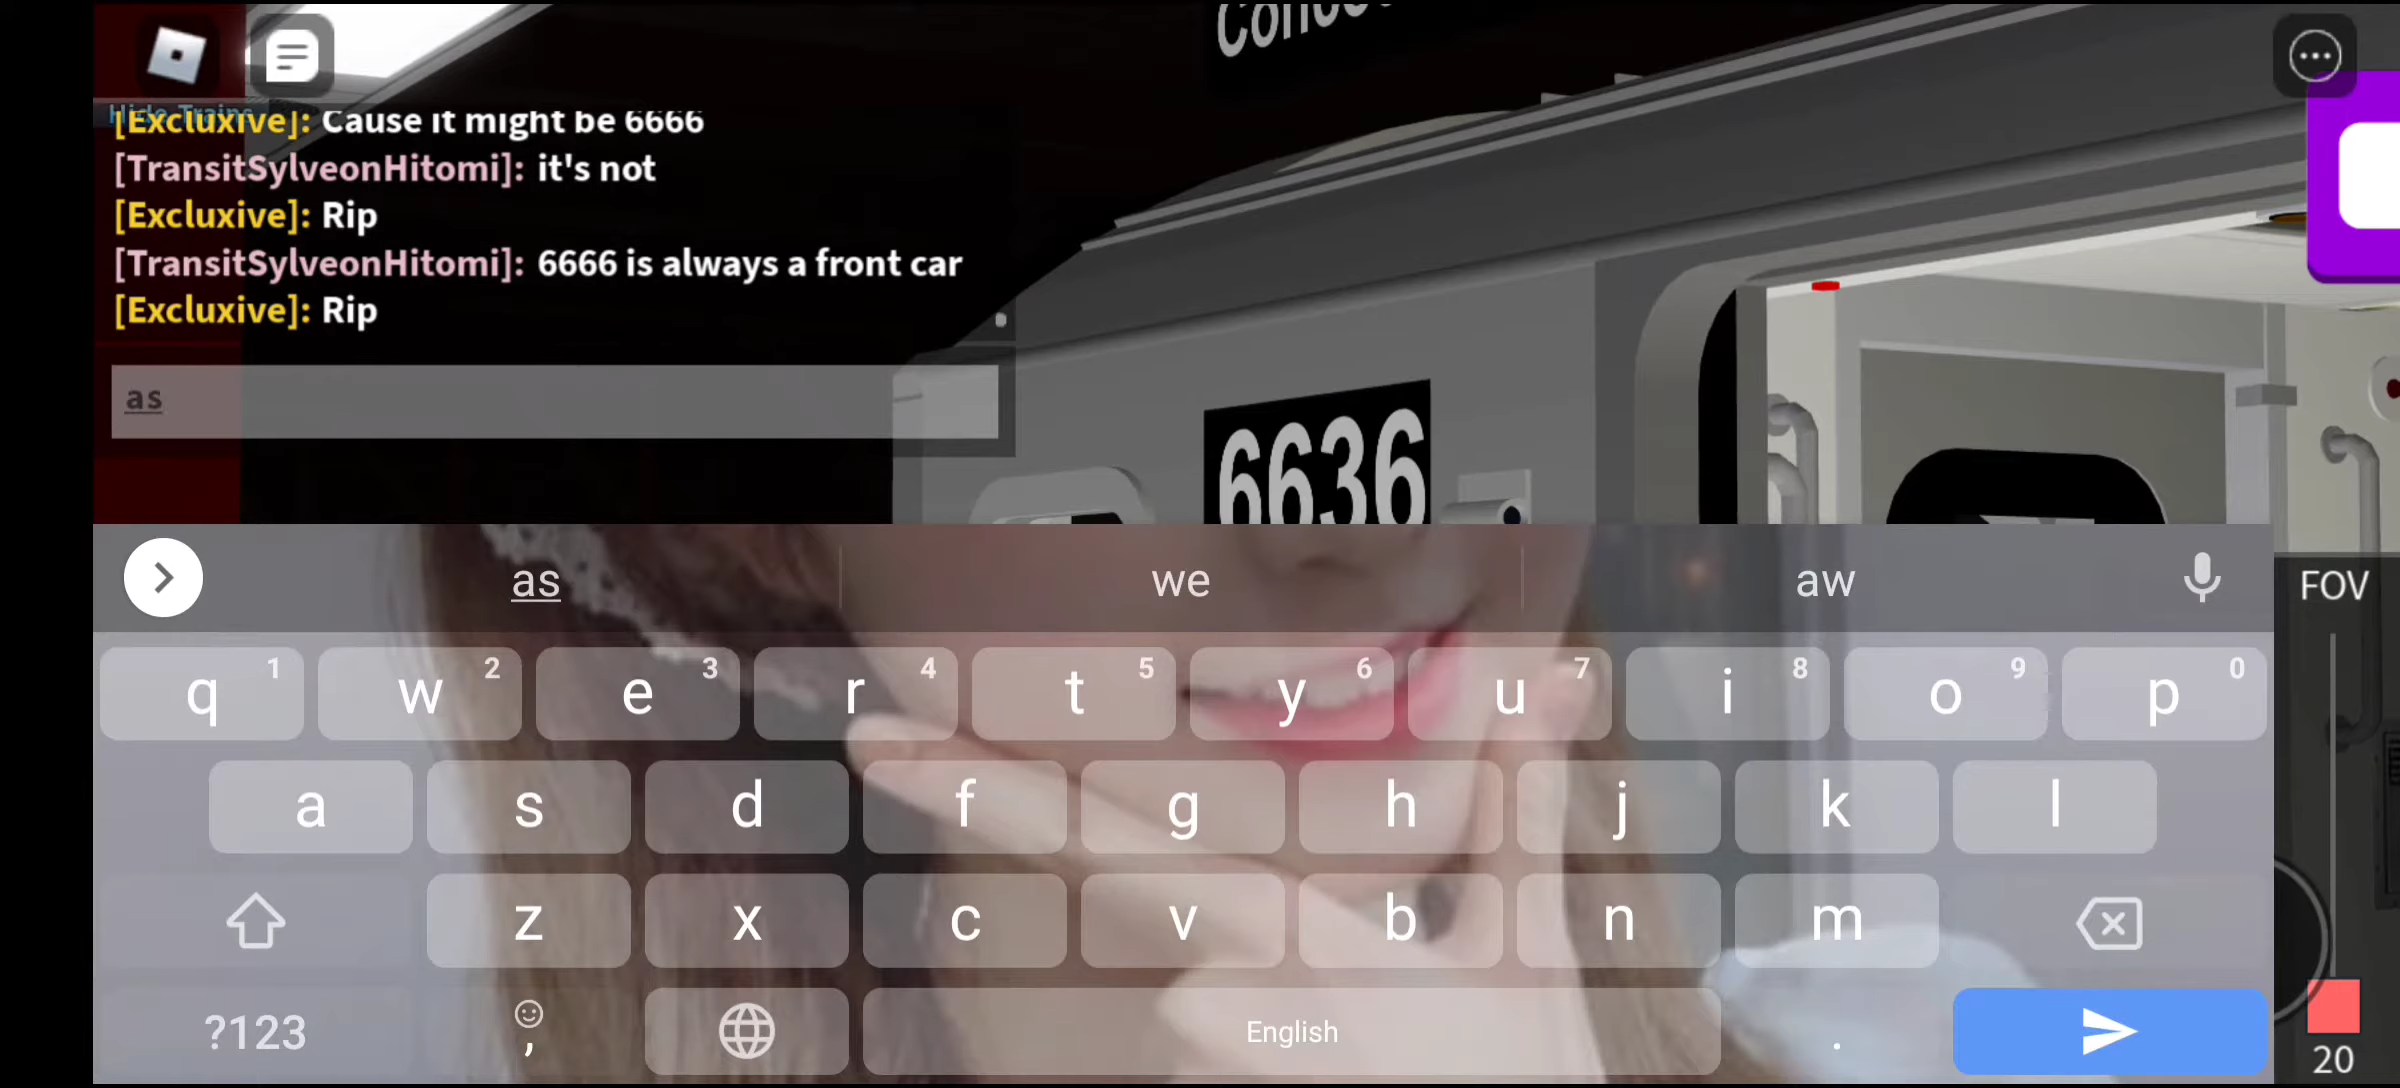 Hide Trains
[Excluxive]: Cause it might be 6666
[TransitSylveonHitomi]: it's not
[Excluxive]: Rip
[TransitSylveonHitomi]: 6666 is always a front car
[Excluxive]: Rip
as
6636
as we aw
FOV
q 1 w 2 e 3 r 4 t 5 y 6 u 7 i 8 o 9 p 0
a s d f g h j k l
z x c v b n m
?123 , English .
20